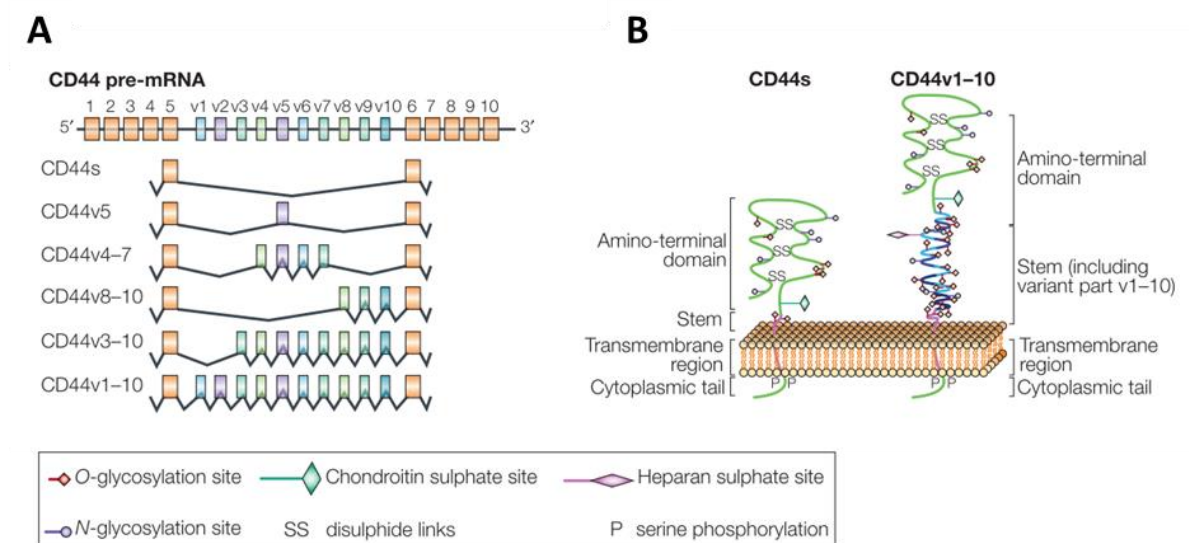 A
B
CD44 pre-mRNA
1 2 3 4 5 v1 v2 v3 v4 v5 v6 v7 v8 v9 v10 6 7 8 9 10
5′ 3′
CD44s
CD44v5
CD44v4–7
CD44v8–10
CD44v3–10
CD44v1–10
CD44s
CD44v1–10
SS
SS
SS
Amino-terminal
domain
SS
SS
SS
Amino-terminal
domain
Stem
Stem (including
variant part v1–10)
Transmembrane
region
Transmembrane
region
P P
P P
Cytoplasmic tail
Cytoplasmic tail
O-glycosylation site
Chondroitin sulphate site
Heparan sulphate site
N-glycosylation site
SS disulphide links
P serine phosphorylation